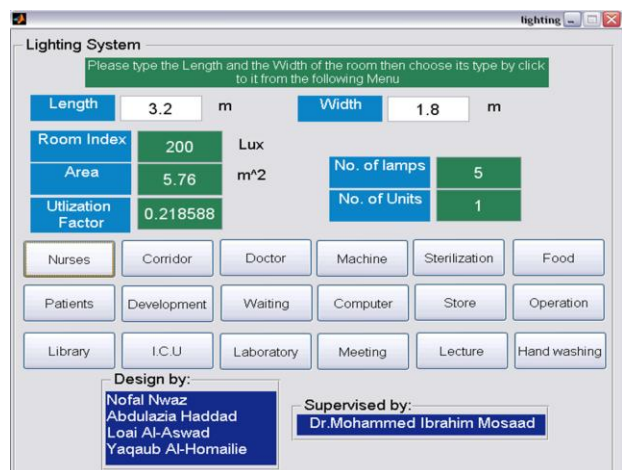 lighting
Lighting System
Please type the Length and the Width of the room then choose its type by click
to it from the following Menu
Length 3.2 m Width 1.8 m
Room Index 200 Lux
Area 5.76 m^2 No. of lamps 5
Utlization
Factor 0.218588 No. of Units 1
Nurses Corridor Doctor Machine Sterilization Food
Patients Development Waiting Computer Store Operation
Library I.C.U Laboratory Meeting Lecture Hand washing
Design by:
Nofal Nwaz
Abdulazia Haddad
Loai Al-Aswad
Yaqaub Al-Homailie
Supervised by:
Dr.Mohammed Ibrahim Mosaad